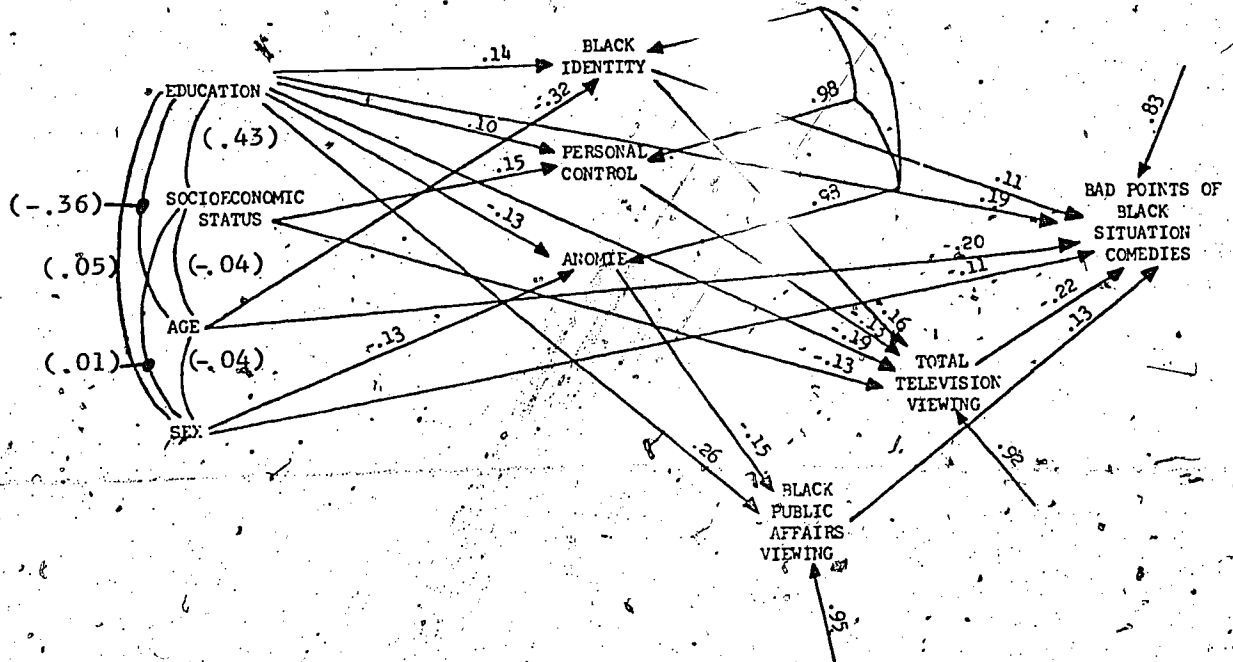 BLACK
IDENTITY
.14
EDUCATION
-.32
.98
.83
.10
(.43)
PERSONAL
CONTROL
.15
.11
BAD POINTS OF
BLACK
SITUATION
COMEDIES
(-.36)
SOCIOECONOMIC
STATUS
.19
-.13
.93
ANOMIE
-.20
(.05)
(-.04)
-.11
-.22
-.16
.13
-.13
AGE
-.19
(.01)
(-.04)
-.13
-.13
TOTAL
TELEVISION
VIEWING
SEX
.26
-.15
.92
BLACK
PUBLIC
AFFAIRS
VIEWING
.95